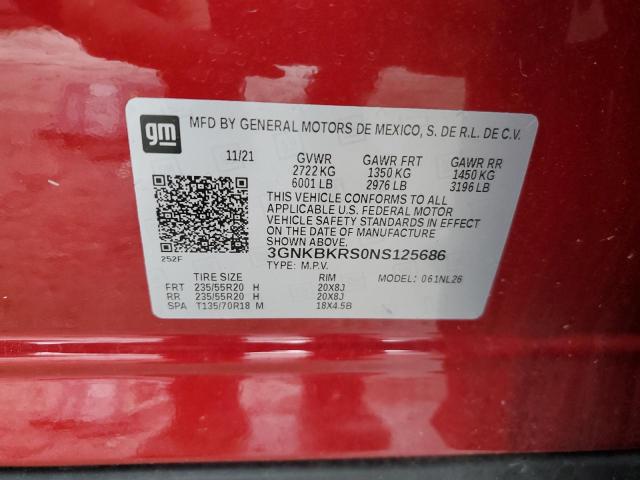 gm
MFD BY GENERAL MOTORS DE MEXICO, S. DE R.L. DE C.V.
11/21 GVWR GAWR FRT GAWR RR
2722 KG 1350 KG 1450 KG
6001 LB 2976 LB 3196 LB
THIS VEHICLE CONFORMS TO ALL
APPLICABLE U.S. FEDERAL MOTOR
VEHICLE SAFETY STANDARDS IN EFFECT
ON THE DATE OF MANUFACTURE
SHOWN ABOVE.
252F
3GNKBKRS0NS125686
TYPE: M.P.V.
TIRE SIZE RIM MODEL: 061NL26
FRT 235/55R20 H 20X8J
RR 235/55R20 H 20X8J
SPA T135/70R18 M 18X4.5B